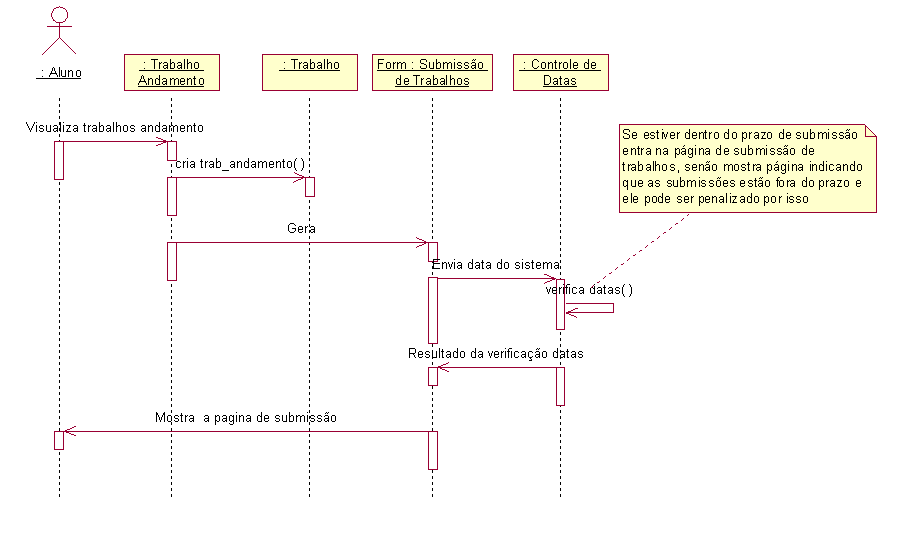 : Aluno
: Trabalho
Andamento
: Trabalho
Form : Submissão
de Trabalhos
: Controle de
Datas
Visualiza trabalhos andamento
cria trab_andamento( )
Gera
Envia data do sistema
verifica datas( )
Se estiver dentro do prazo de submissão
entra na página de submissão de
trabalhos, senão mostra página indicando
que as submissões estão fora do prazo e
ele pode ser penalizado por isso
Resultado da verificação datas
Mostra  a pagina de submissão